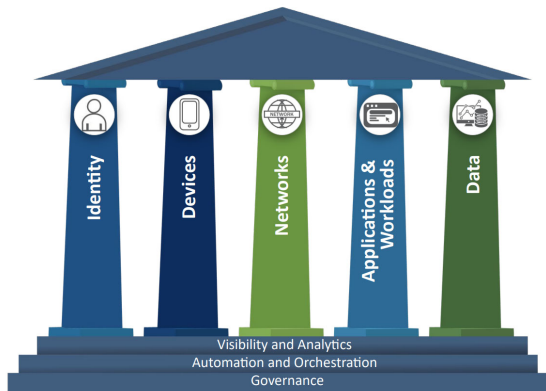 Identity
Devices
NETWORK
Networks
Applications &
Workloads
Data
Visibility and Analytics
Automation and Orchestration
Governance